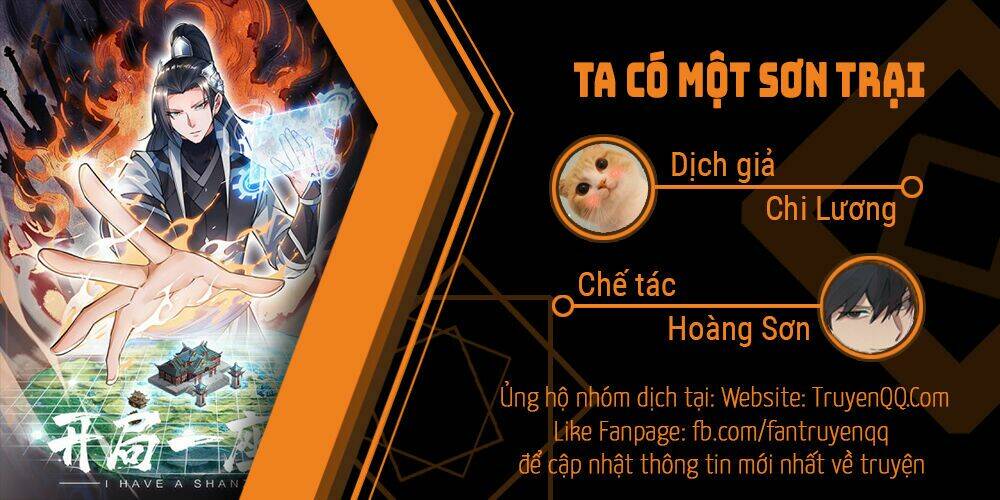 TA CÓ MỘT SƠN TRẠI
Dịch giả
Chi Lương
Chế tác
Hoàng Sơn
Ủng hộ nhóm dịch tại: Website: TruyenQQ.Com
Like Fanpage: fb.com/fantruyenqq
để cập nhật thông tin mới nhất về truyện
开局一
I HAVE A SHAN